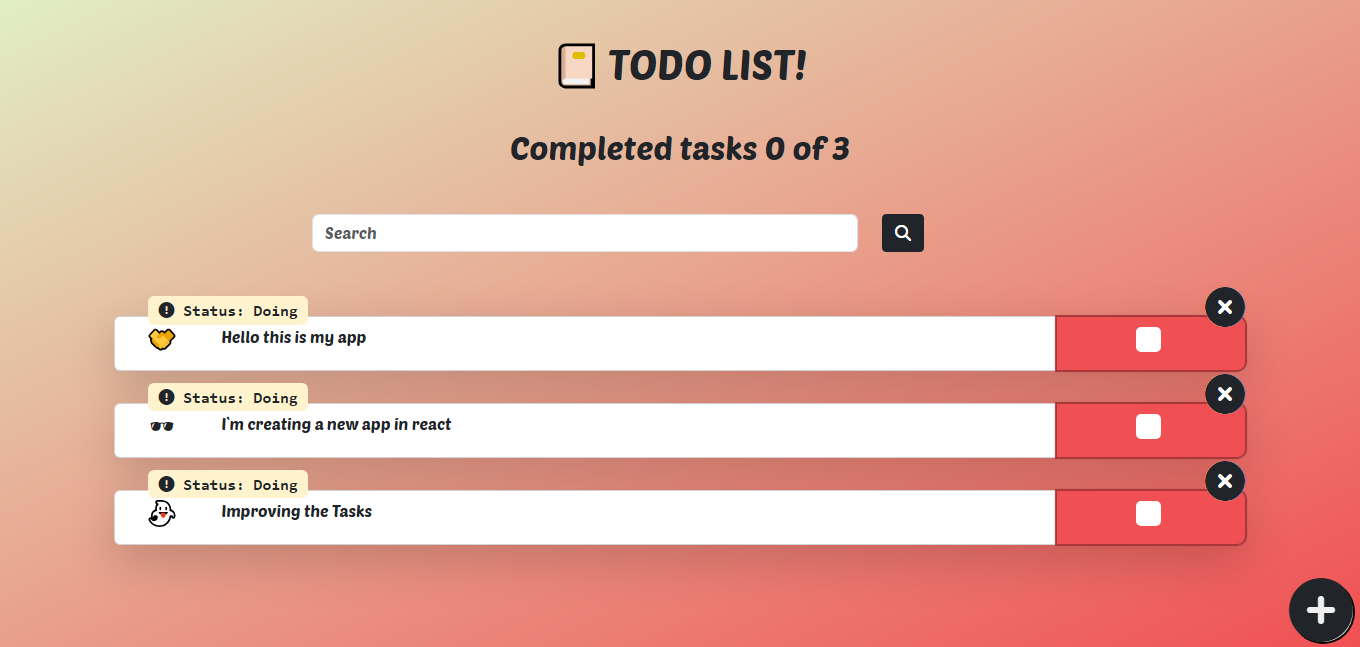 TODO LIST!
Completed tasks 0 of 3
Search
Status: Doing
Hello this is my app
Status: Doing
I`m creating a new app in react
Status: Doing
Improving the Tasks